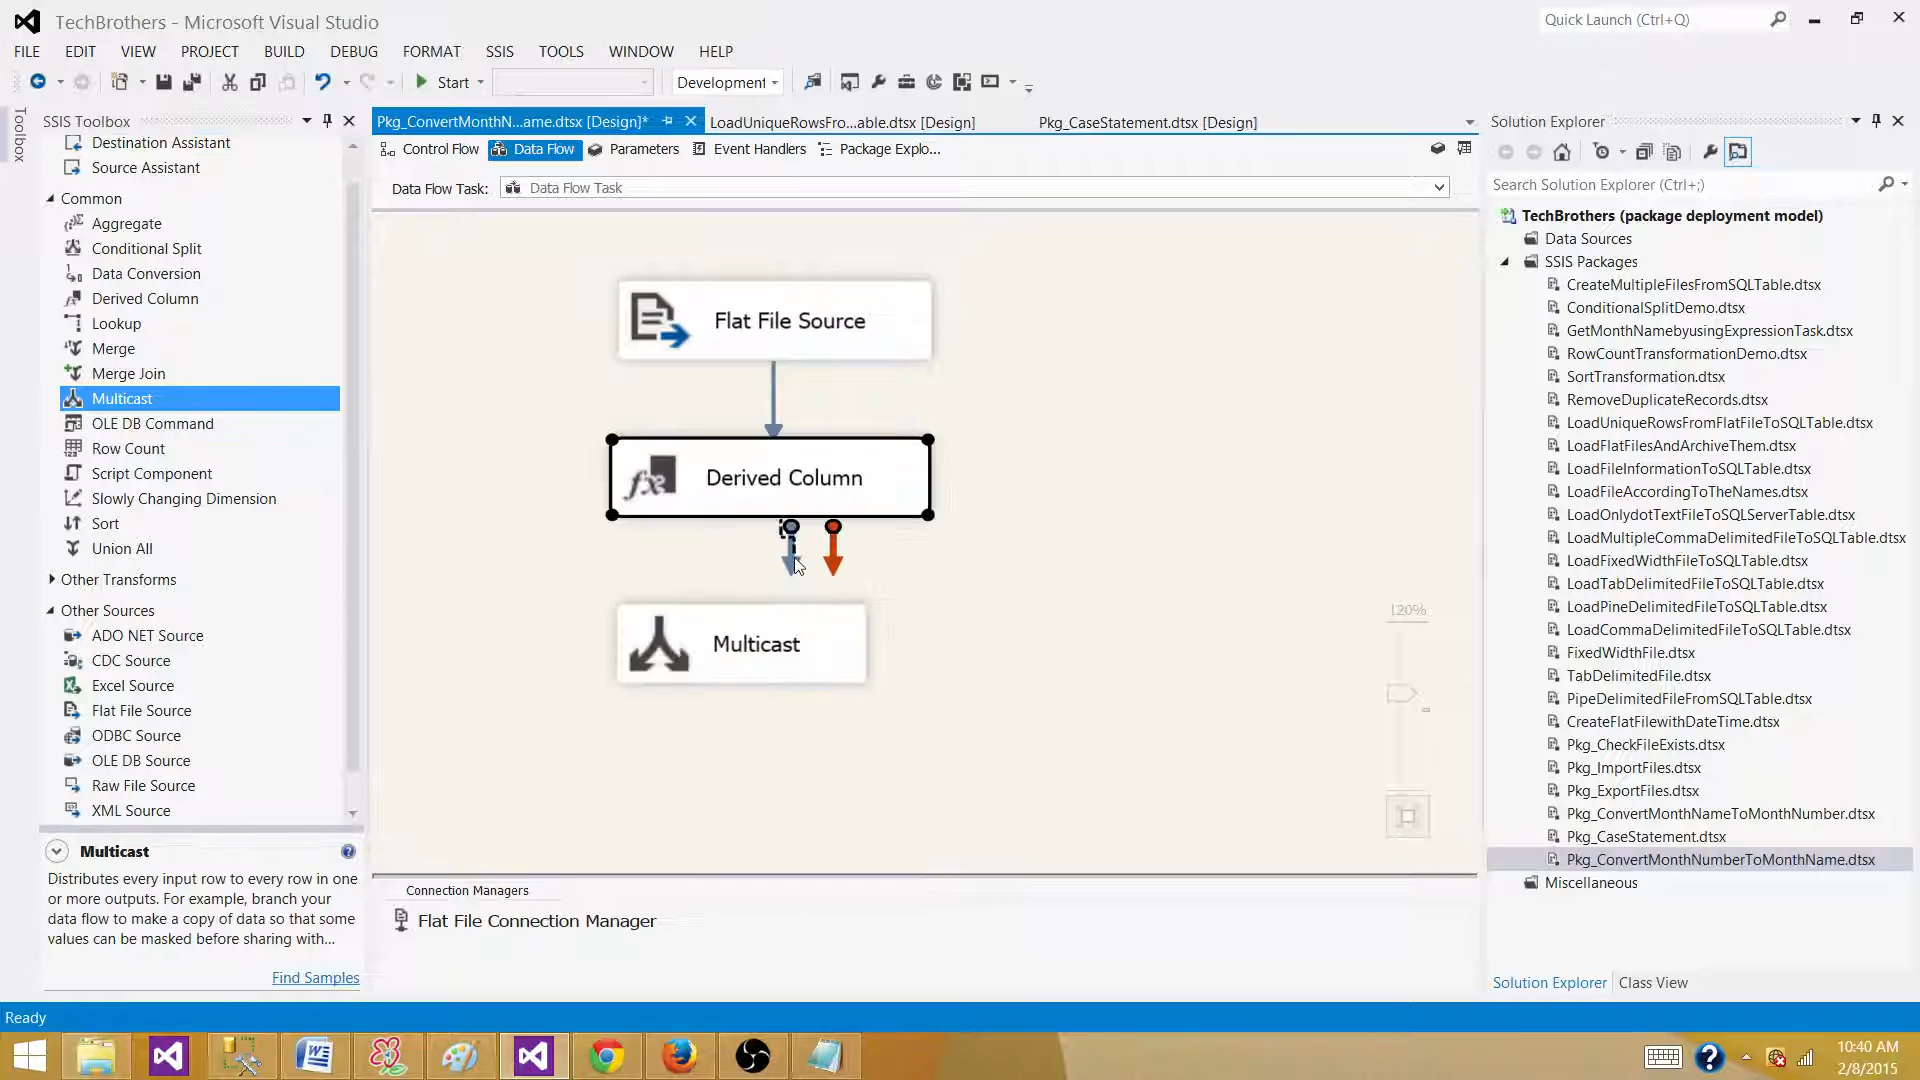 TechBrothers - Microsoft Visual Studio
Quick Launch (Ctrl+Q)
FILE EDIT VIEW PROJECT BUILD DEBUG FORMAT SSIS TOOLS WINDOW HELP
Start
Development
Toolbox
SSIS Toolbox
Destination Assistant
Source Assistant
Common
Aggregate
Conditional Split
Data Conversion
Derived Column
Lookup
Merge
Merge Join
Multicast
OLE DB Command
Row Count
Script Component
Slowly Changing Dimension
Sort
Union All
Other Transforms
Other Sources
ADO NET Source
CDC Source
Excel Source
Flat File Source
ODBC Source
OLE DB Source
Raw File Source
XML Source
Multicast
Distributes every input row to every row in one
or more outputs. For example, branch your
data flow to make a copy of data so that some
values can be masked before sharing with...
Find Samples
Pkg_ConvertMonthN...ame.dtsx [Design]*
LoadUniqueRowsFro...able.dtsx [Design]
Pkg_CaseStatement.dtsx [Design]
Control Flow
Data Flow
Parameters
Event Handlers
Package Explo...
Data Flow Task:
Data Flow Task
Flat File Source
Derived Column
Multicast
120%
Connection Managers
Flat File Connection Manager
Solution Explorer
Search Solution Explorer (Ctrl+;)
TechBrothers (package deployment model)
Data Sources
SSIS Packages
CreateMultipleFilesFromSQLTable.dtsx
ConditionalSplitDemo.dtsx
GetMonthNamebyusingExpressionTask.dtsx
RowCountTransformationDemo.dtsx
SortTransformation.dtsx
RemoveDuplicateRecords.dtsx
LoadUniqueRowsFromFlatFileToSQLTable.dtsx
LoadFlatFilesAndArchiveThem.dtsx
LoadFileInformationToSQLTable.dtsx
LoadFileAccordingToTheNames.dtsx
LoadOnlydotTextFileToSQLServerTable.dtsx
LoadMultipleCommaDelimitedFileToSQLTable.dtsx
LoadFixedWidthFileToSQLTable.dtsx
LoadTabDelimitedFileToSQLTable.dtsx
LoadPineDelimitedFileToSQLTable.dtsx
LoadCommaDelimitedFileToSQLTable.dtsx
FixedWidthFile.dtsx
TabDelimitedFile.dtsx
PipeDelimitedFileFromSQLTable.dtsx
CreateFlatFilewithDateTime.dtsx
Pkg_CheckFileExists.dtsx
Pkg_ImportFiles.dtsx
Pkg_ExportFiles.dtsx
Pkg_ConvertMonthNameToMonthNumber.dtsx
Pkg_CaseStatement.dtsx
Pkg_ConvertMonthNumberToMonthName.dtsx
Miscellaneous
Solution Explorer
Class View
Ready
10:40 AM
2/8/2015